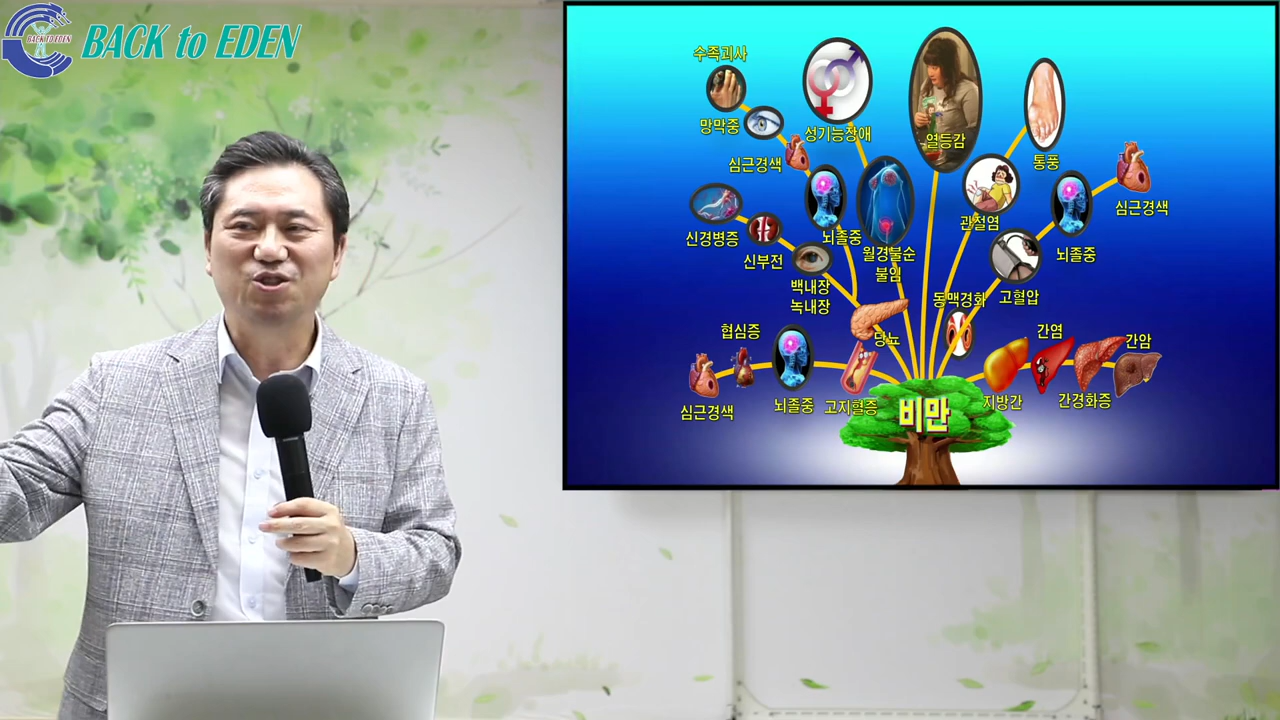 BACK TO EDEN
BACK to EDEN
수족괴사
망막중
성기능장애
열등감
통풍
심근경색
심근경색
신경병증
뇌졸중
관절염
뇌졸중
신부전
월경불순
불임
백내장
녹내장
동맥경화
고혈압
협심증
당뇨
간염
간암
심근경색
뇌졸중
고지혈증
비만
지방간
간경화증